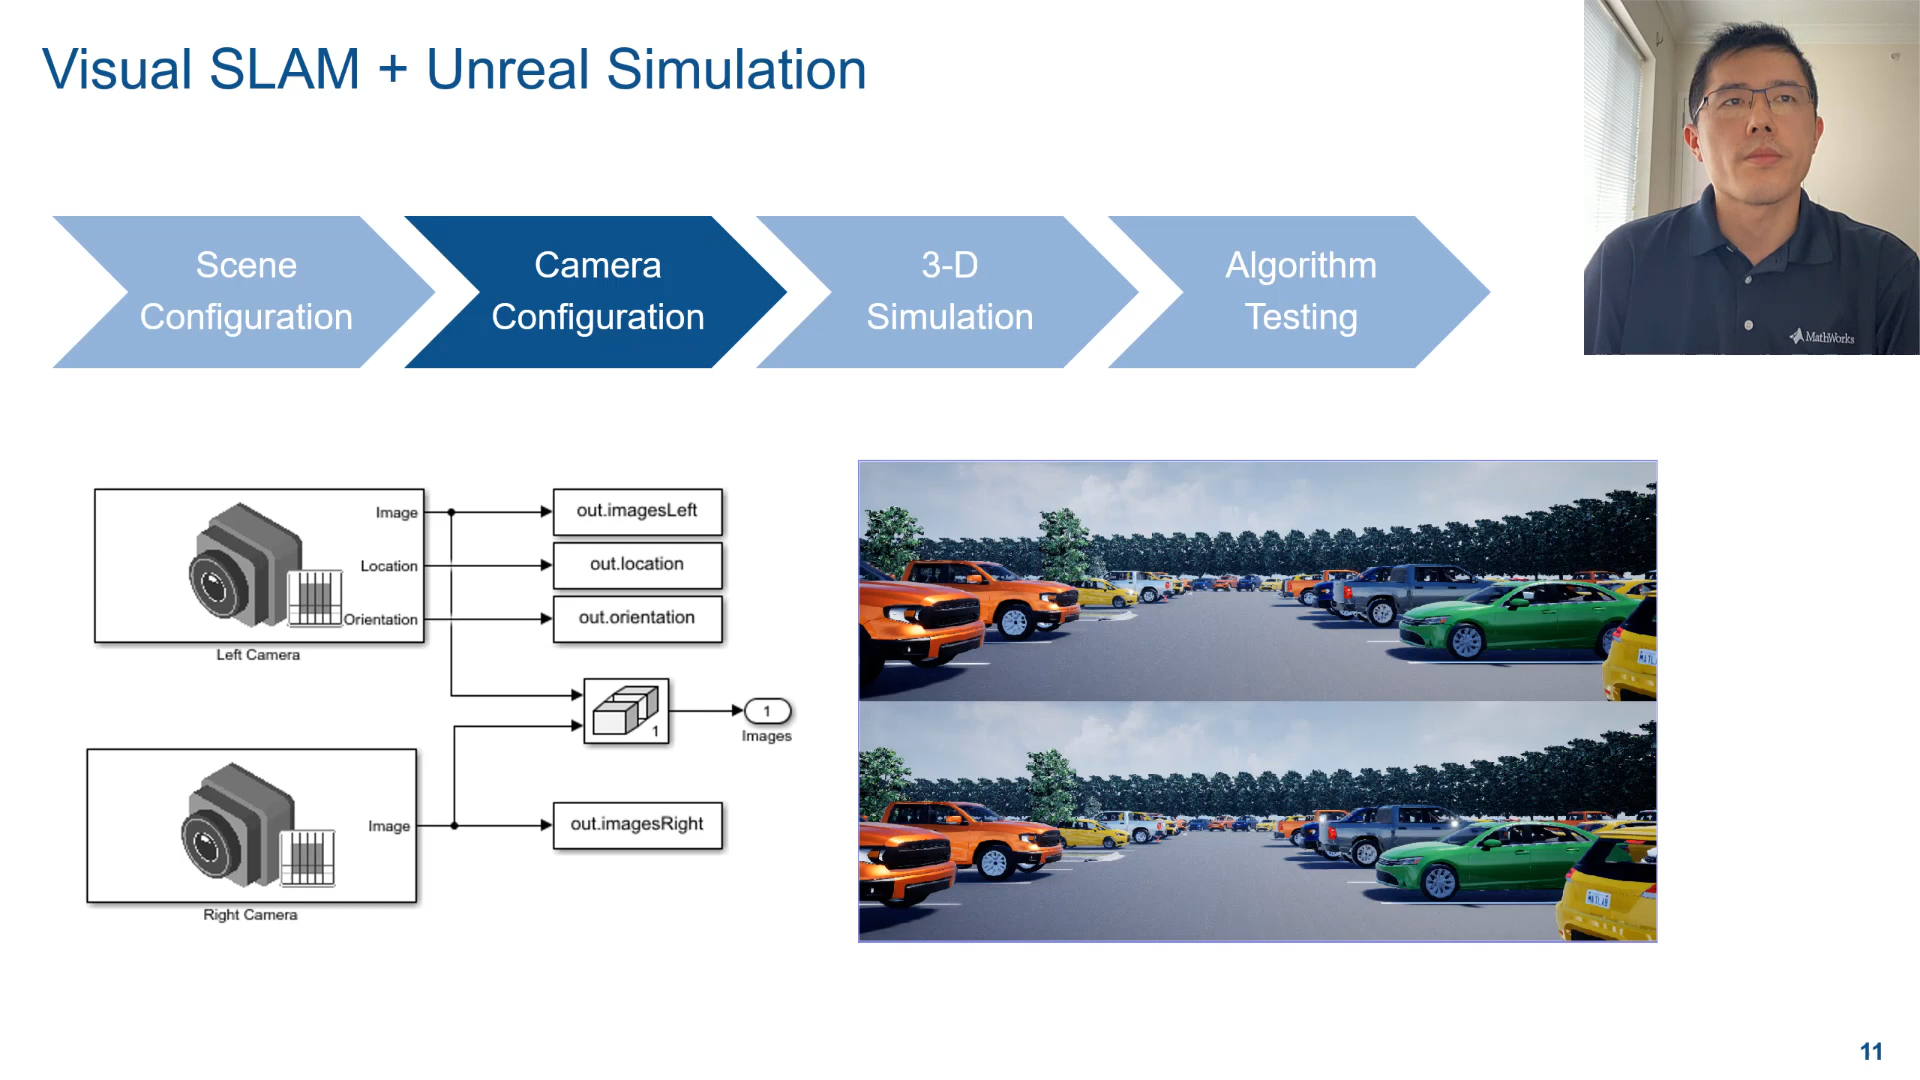 Visual SLAM + Unreal Simulation
MathWorks
Scene
Configuration
Camera
Configuration
3-D
Simulation
Algorithm
Testing
Image
Location
Orientation
Left Camera
out.imagesLeft
out.location
out.orientation
1
1
Images
Image
Right Camera
out.imagesRight
MATLAB
11